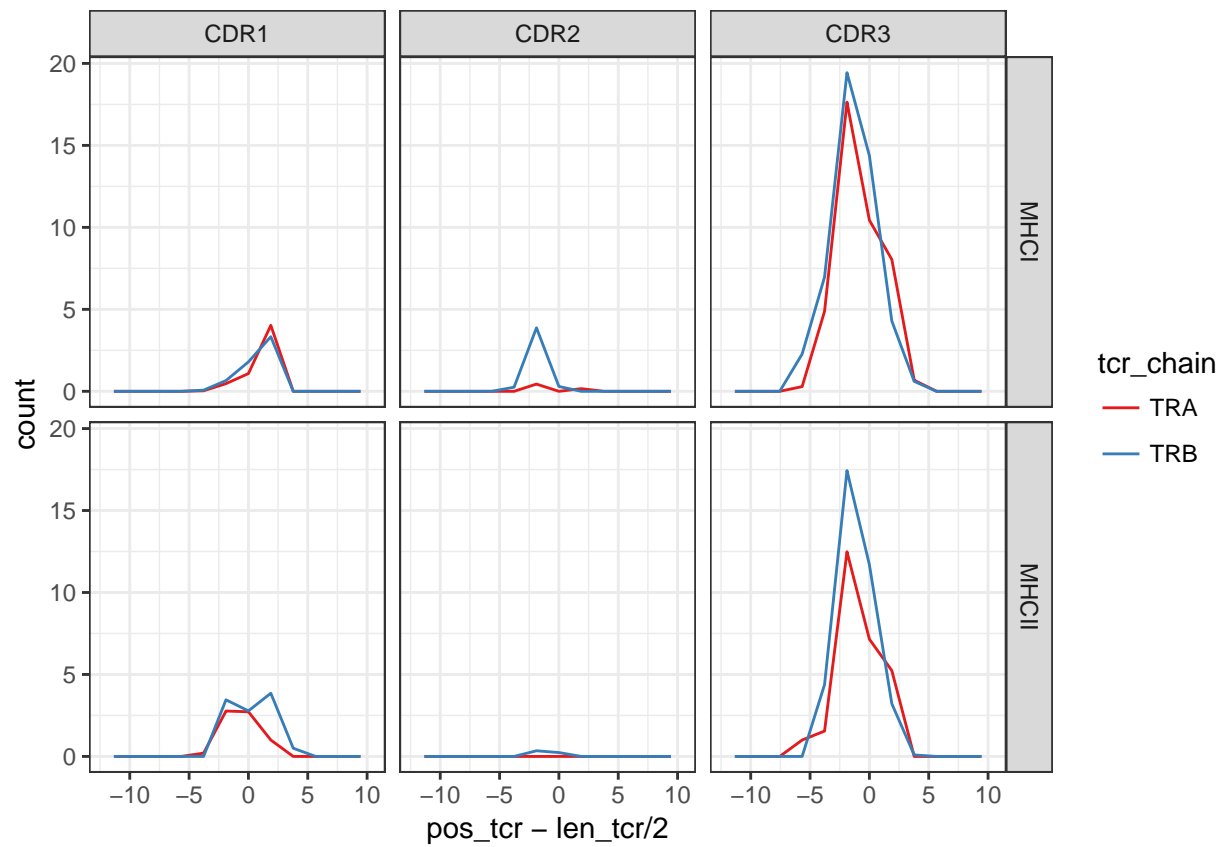 CDR1 CDR2 CDR3
20
15
10
5
0
MHCI
20
15
10
5
0
MHCII
−10 −5 0 5 10 −10 −5 0 5 10 −10 −5 0 5 10
pos_tcr − len_tcr/2
count
tcr_chain
TRA
TRB